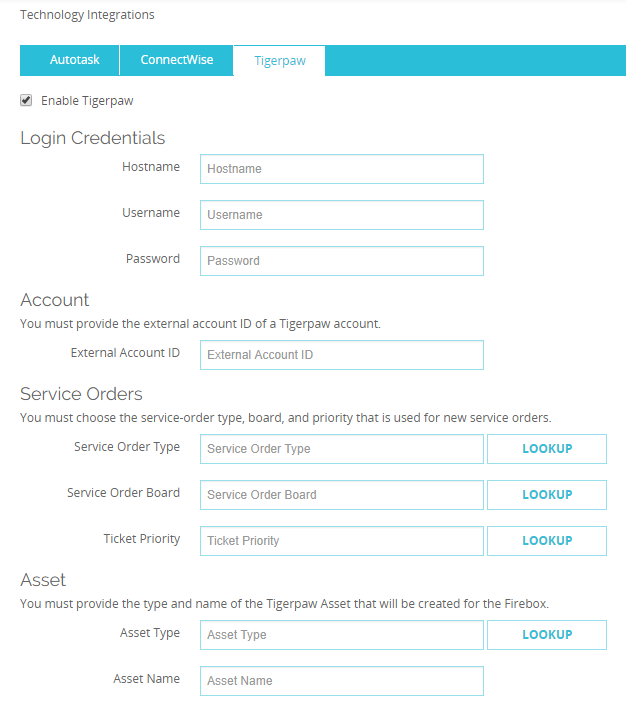 Technology Integrations
Autotask ConnectWise Tigerpaw
Enable Tigerpaw
Login Credentials
Hostname Hostname
Username Username
Password Password
Account
You must provide the external account ID of a Tigerpaw account.
External Account ID External Account ID
Service Orders
You must choose the service-order type, board, and priority that is used for new service orders.
Service Order Type Service Order Type LOOKUP
Service Order Board Service Order Board LOOKUP
Ticket Priority Ticket Priority LOOKUP
Asset
You must provide the type and name of the Tigerpaw Asset that will be created for the Firebox.
Asset Type Asset Type LOOKUP
Asset Name Asset Name